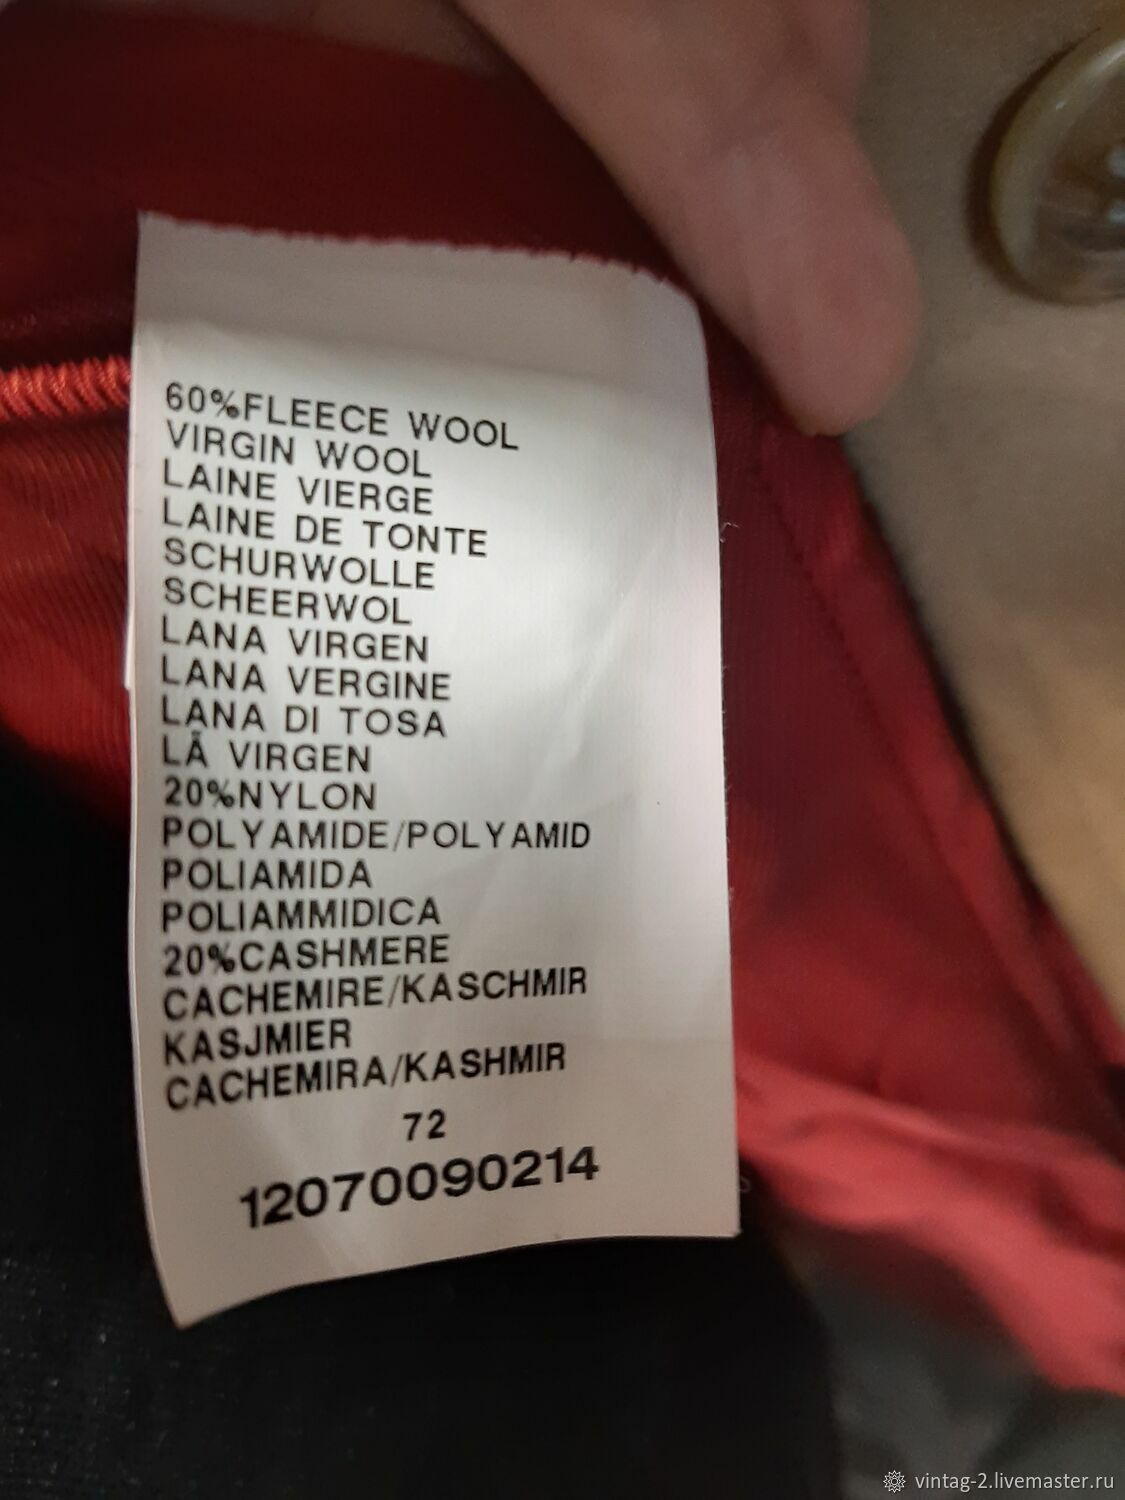 60%FLEECE WOOL
VIRGIN WOOL
LAINE VIERGE
LAINE DE TONTE
SCHURWOLLE
SCHEERWOL
LANA VIRGEN
LANA VERGINE
LANA DI TOSA
LÃ VIRGEN
20%NYLON
POLYAMIDE/POLYAMID
POLIAMIDA
POLIAMMIDICA
20%CASHMERE
CACHEMIRE/KASCHMIR
KASJMIER
CACHEMIRA/KASHMIR
72
12070090214
vintag-2.livemaster.ru